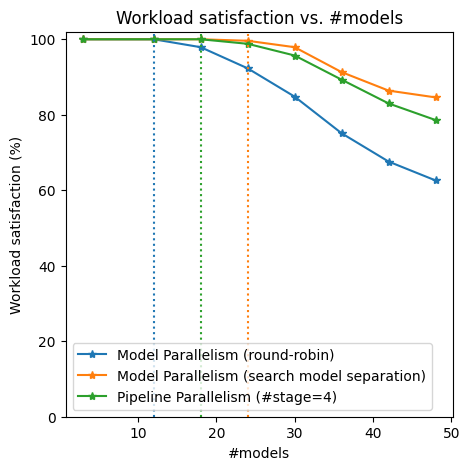 Workload satisfaction vs. #models
Workload satisfaction (%)
100
80
60
40
20
0
Model Parallelism (round-robin)
Model Parallelism (search model separation)
Pipeline Parallelism (#stage=4)
10 20 30 40 50
#models